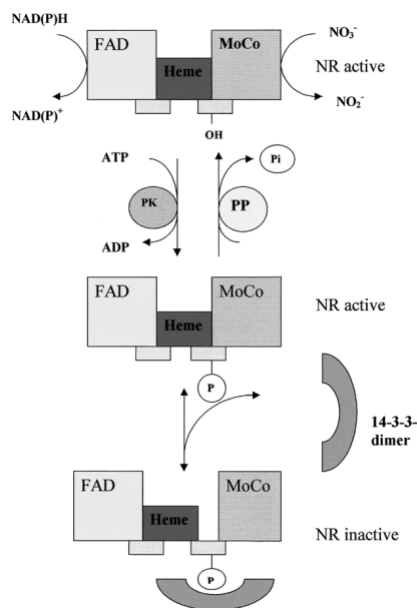 NAD(P)H
FAD
MoCo
NO₃⁻
Heme
NR active
NAD(P)⁺
NO₂⁻
OH
ATP
Pi
PK
PP
ADP
FAD
MoCo
NR active
Heme
P
14-3-3-
dimer
FAD
MoCo
Heme
NR inactive
P